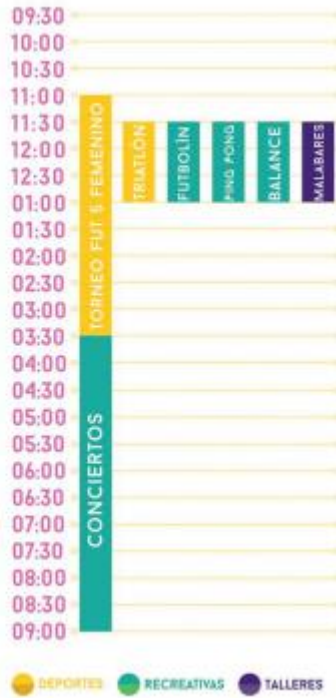 09:30
10:00
10:30
11:00
11:30
12:00
12:30
01:00
01:30
02:00
02:30
03:00
03:30
04:00
04:30
05:00
05:30
06:00
06:30
07:00
07:30
08:00
08:30
09:00
TORNEO FUT 5 FEMENINO
TRIATLON
FUTBOLÍN
PING PONG
BALANCE
MALABARES
CONCIERTOS
DEPORTES
RECREATIVAS
TALLERES